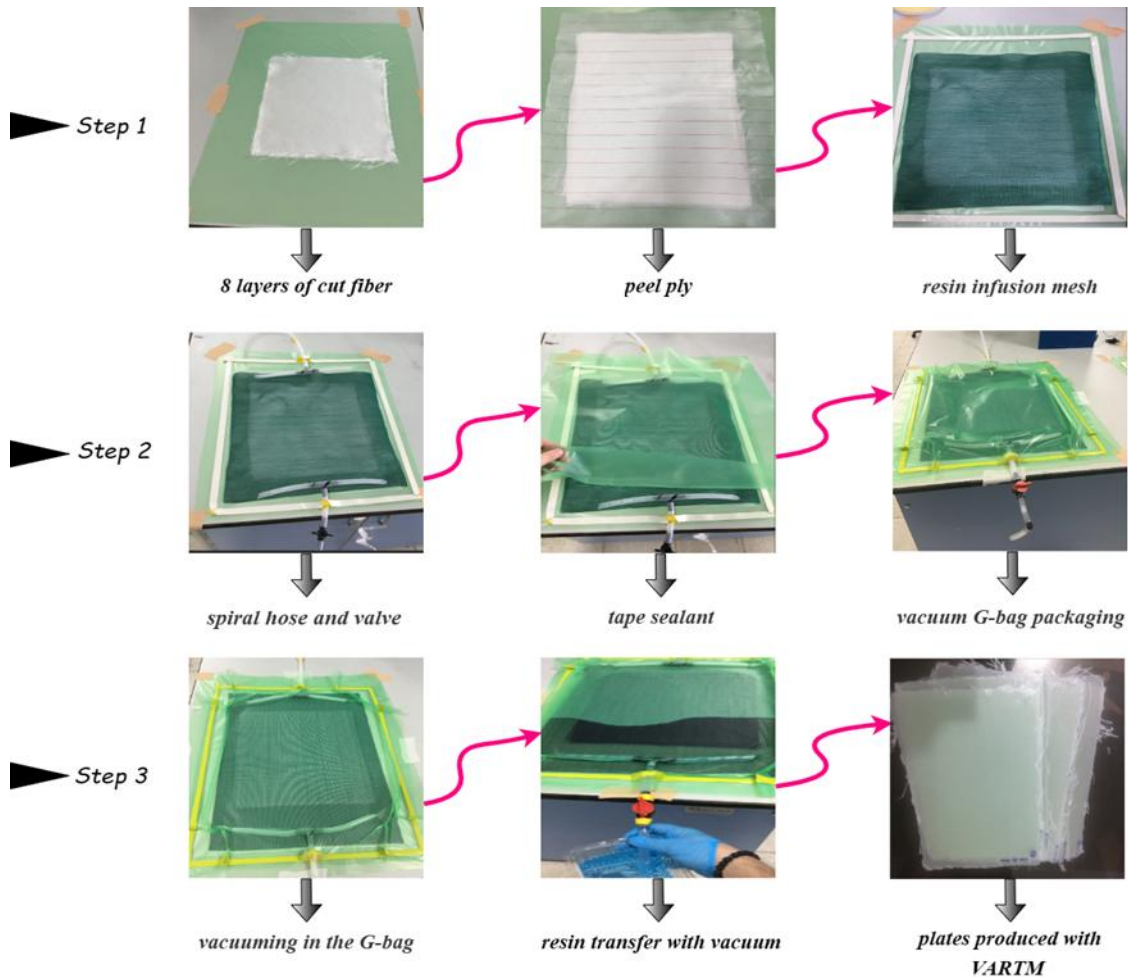 Step 1
8 layers of cut fiber
peel ply
resin infusion mesh
Step 2
spiral hose and valve
tape sealant
vacuum G-bag packaging
Step 3
vacuuming in the G-bag
resin transfer with vacuum
plates produced with
VARTM